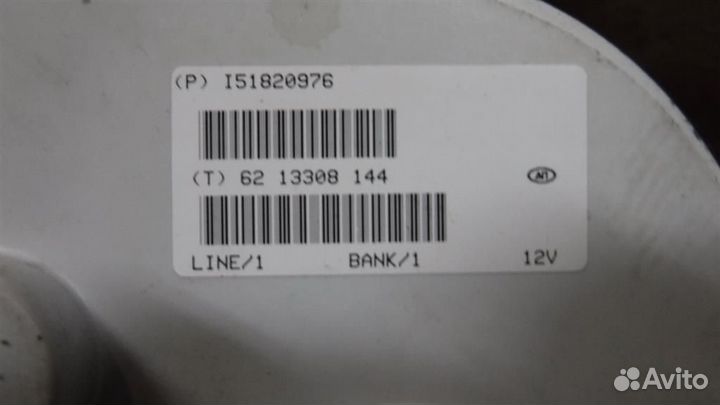 (P) I51820976
(T) 62 13308 144
LINE/1 BANK/1 12V
Avito